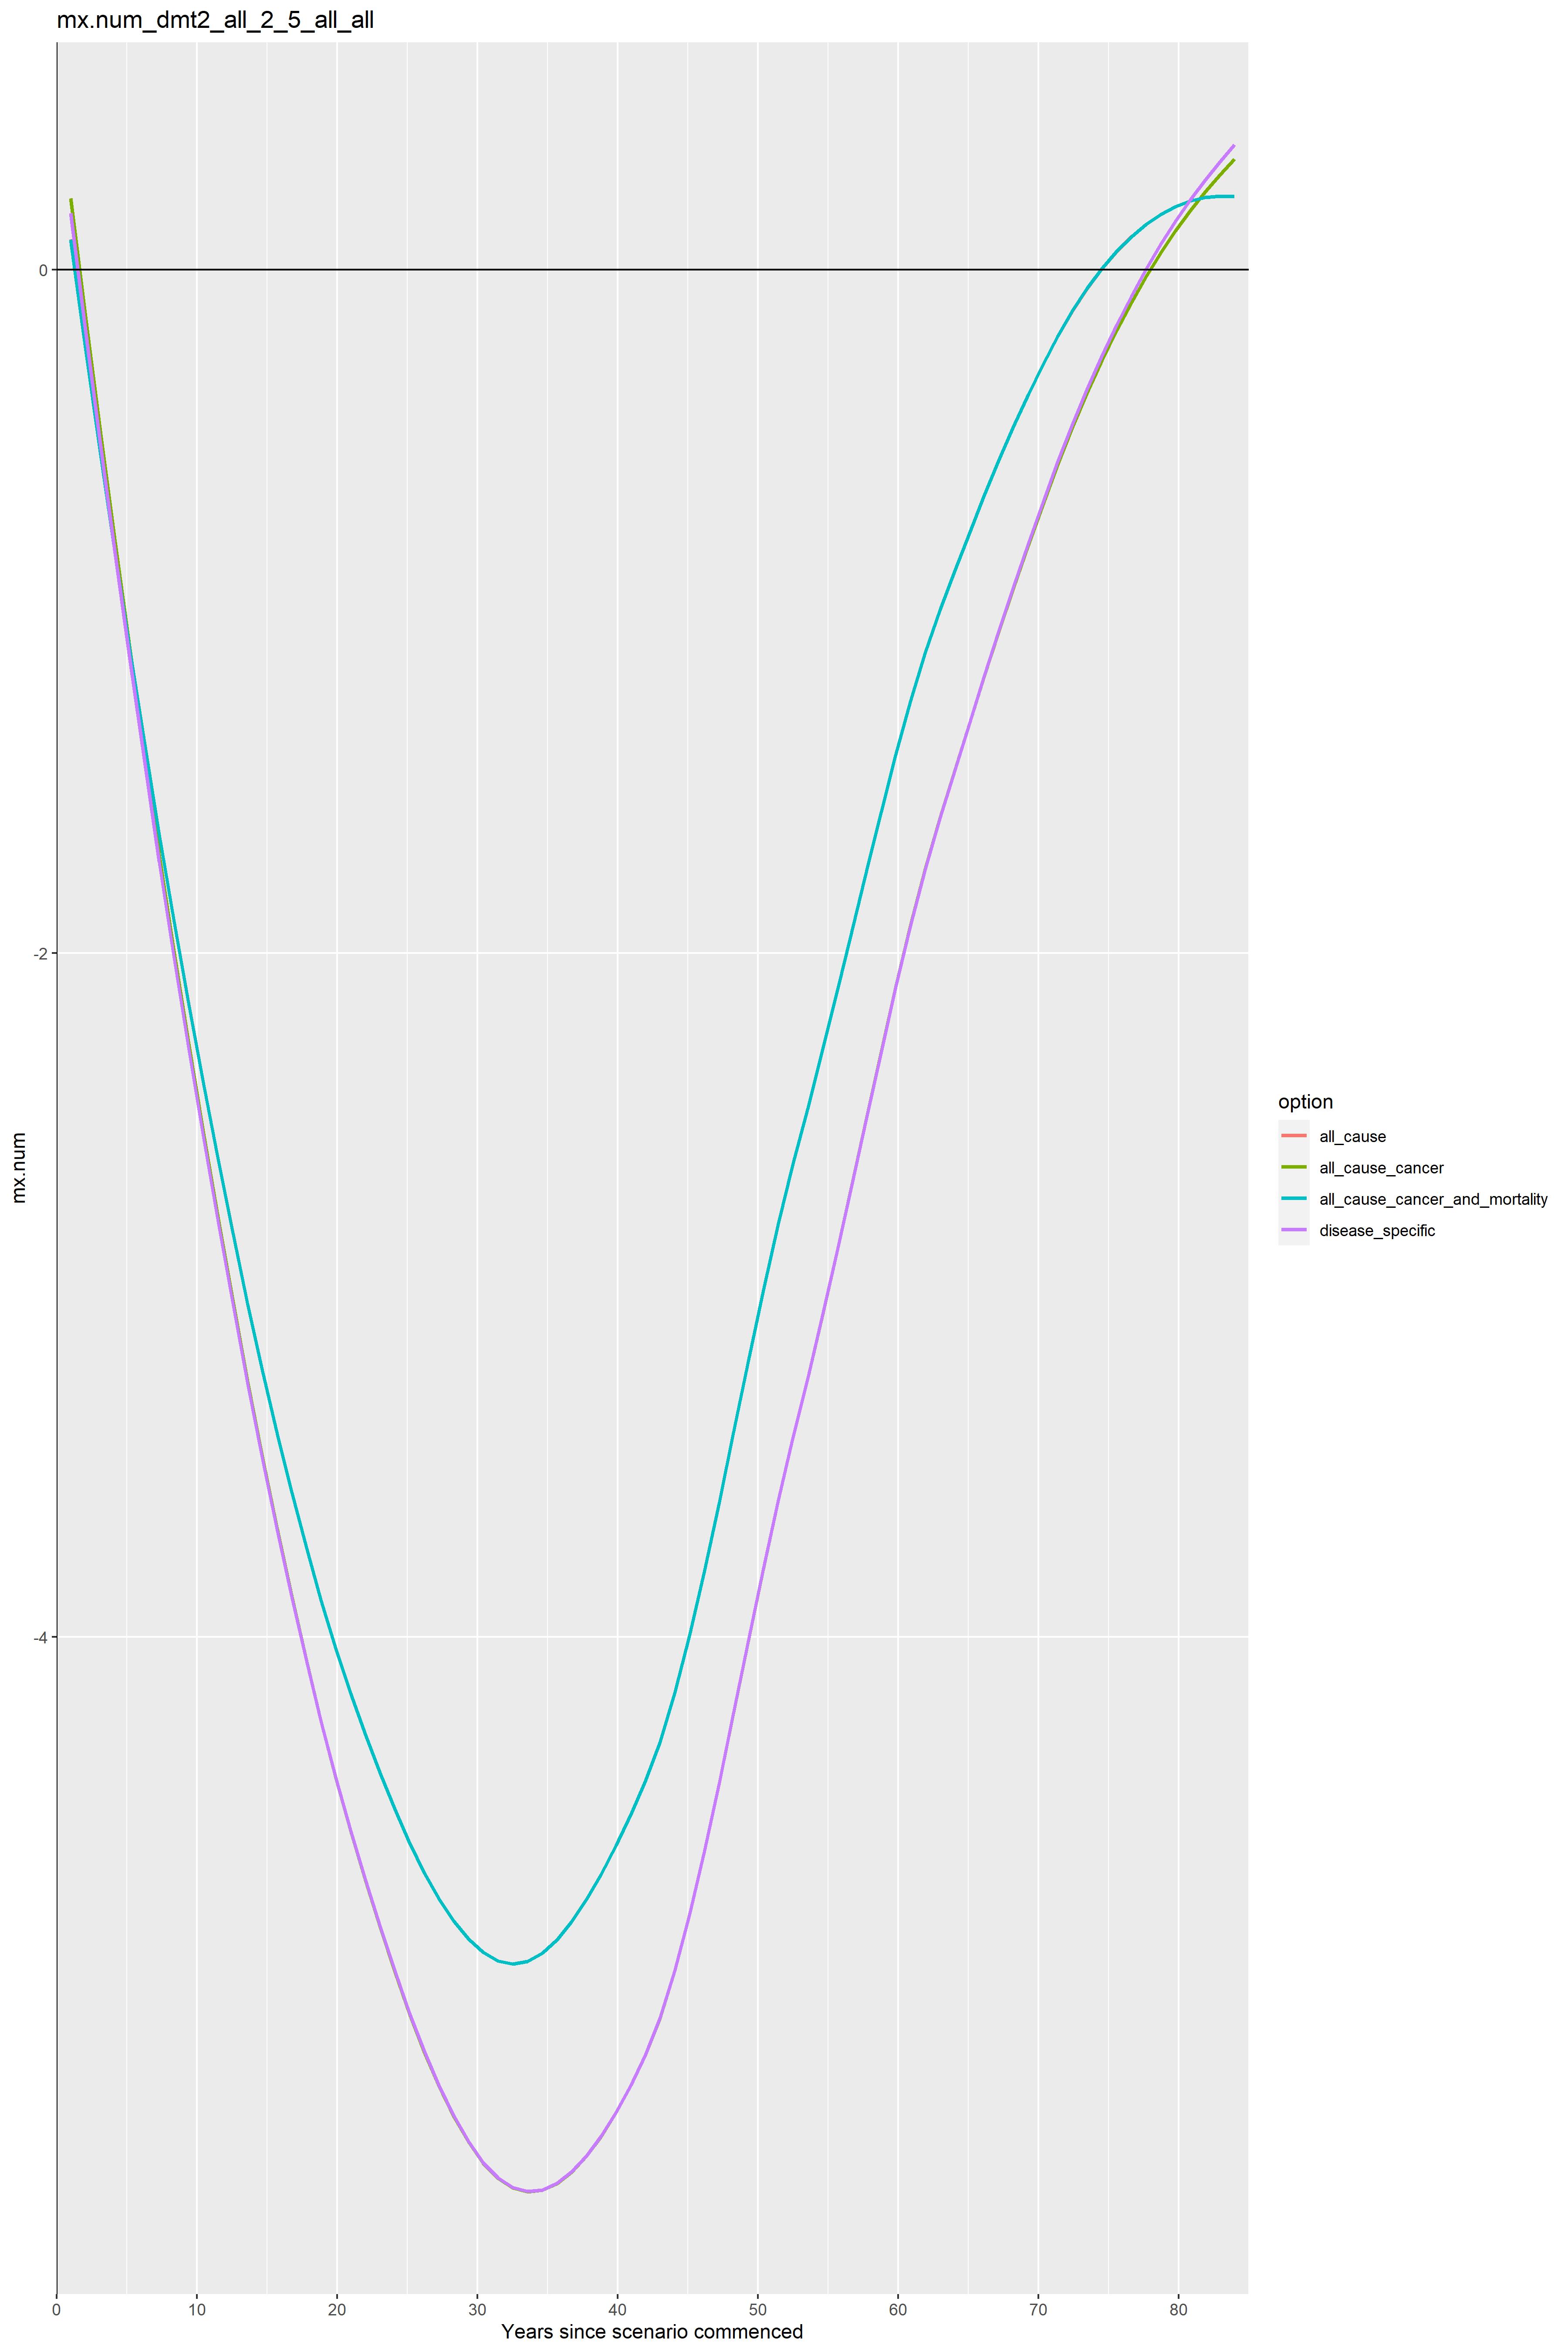 mx.num_dmt2_all_2_5_all_all
0
-2
-4
mx.num
0 10 20 30 40 50 60 70 80
Years since scenario commenced
option
all_cause
all_cause_cancer
all_cause_cancer_and_mortality
disease_specific